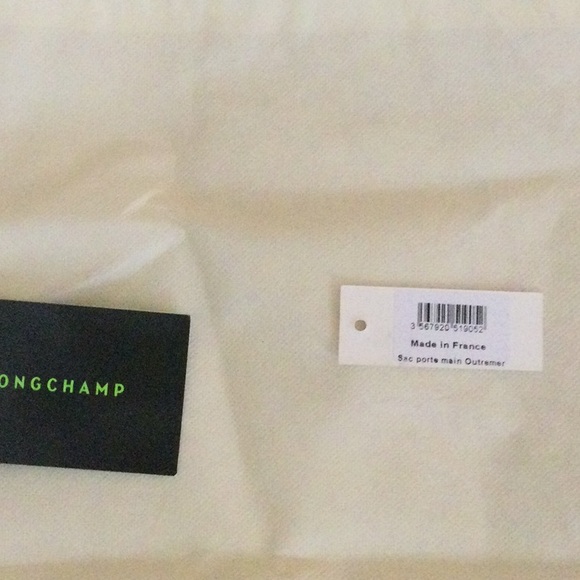 ONGCHAMP
3 567920 519052
Made in France
Sac porte main Outremer